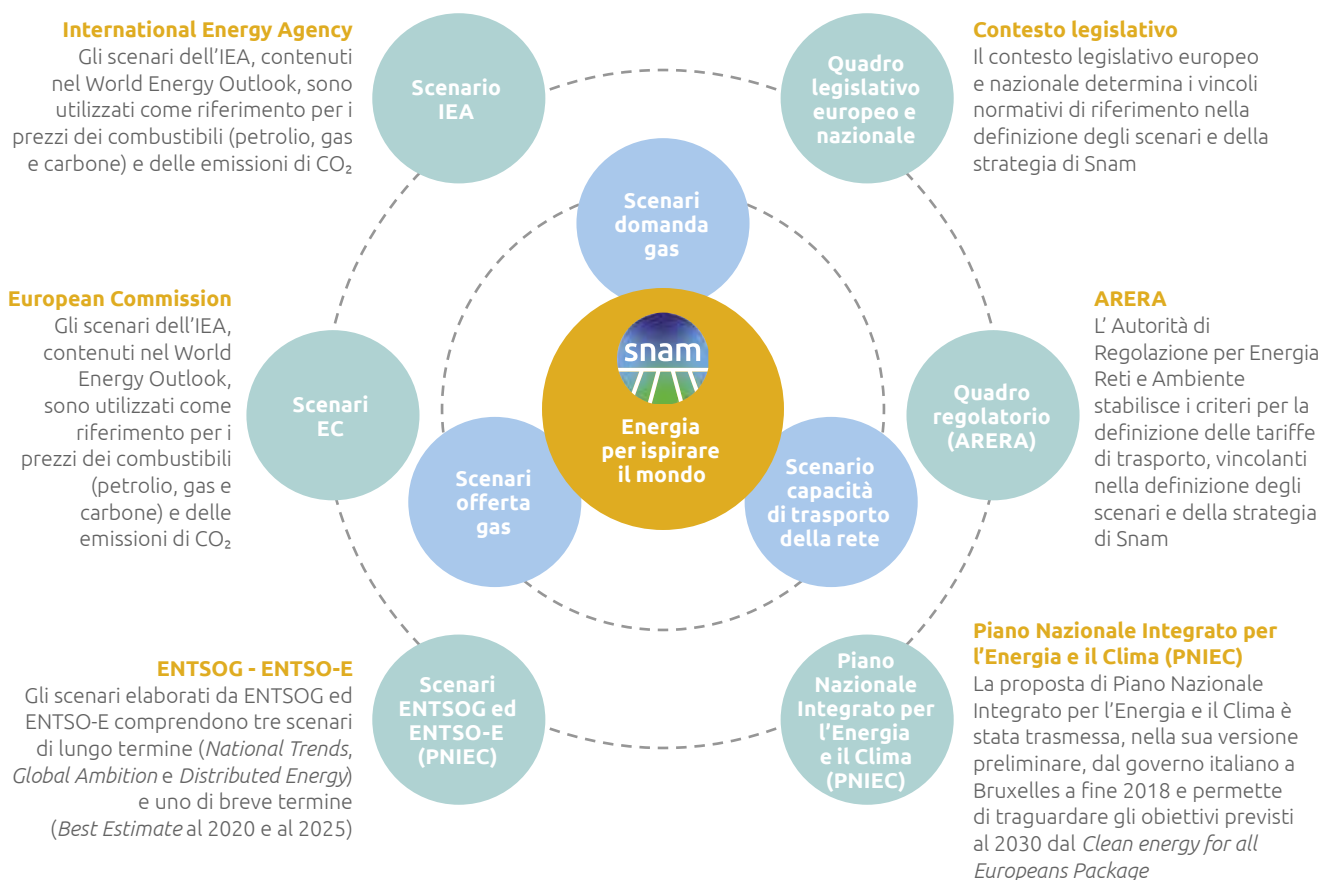 International Energy Agency
Gli scenari dell'IEA, contenuti
nel World Energy Outlook, sono
utilizzati come riferimento per i
prezzi dei combustibili (petrolio, gas
e carbone) e delle emissioni di CO₂
Scenario
IEA
Quadro
legislativo
europeo e
nazionale
Contesto legislativo
Il contesto legislativo europeo
e nazionale determina i vincoli
normativi di riferimento nella
definizione degli scenari e della
strategia di Snam
Scenari
domanda
gas
European Commission
Gli scenari dell'IEA,
contenuti nel World
Energy Outlook,
sono utilizzati come
riferimento per i
prezzi dei combustibili
(petrolio, gas e
carbone) e delle
emissioni di CO₂
Scenari
EC
snam
Energia
per ispirare
il mondo
Scenari
offerta
gas
Scenario
capacità
di trasporto
della rete
Quadro
regolatorio
(ARERA)
ARERA
L' Autorità di
Regolazione per Energia
Reti e Ambiente
stabilisce i criteri per la
definizione delle tariffe
di trasporto, vincolanti
nella definizione degli
scenari e della strategia
di Snam
ENTSOG - ENTSO-E
Gli scenari elaborati da ENTSOG ed
ENTSO-E comprendono tre scenari
di lungo termine (National Trends,
Global Ambition e Distributed Energy)
e uno di breve termine
(Best Estimate al 2020 e al 2025)
Scenari
ENTSOG ed
ENTSO-E
(PNIEC)
Piano
Nazionale
Integrato per
l'Energia
e il Clima
(PNIEC)
Piano Nazionale Integrato per
l'Energia e il Clima (PNIEC)
La proposta di Piano Nazionale
Integrato per l'Energia e il Clima è
stata trasmessa, nella sua versione
preliminare, dal governo italiano a
Bruxelles a fine 2018 e permette
di traguardare gli obiettivi previsti
al 2030 dal Clean energy for all
Europeans Package